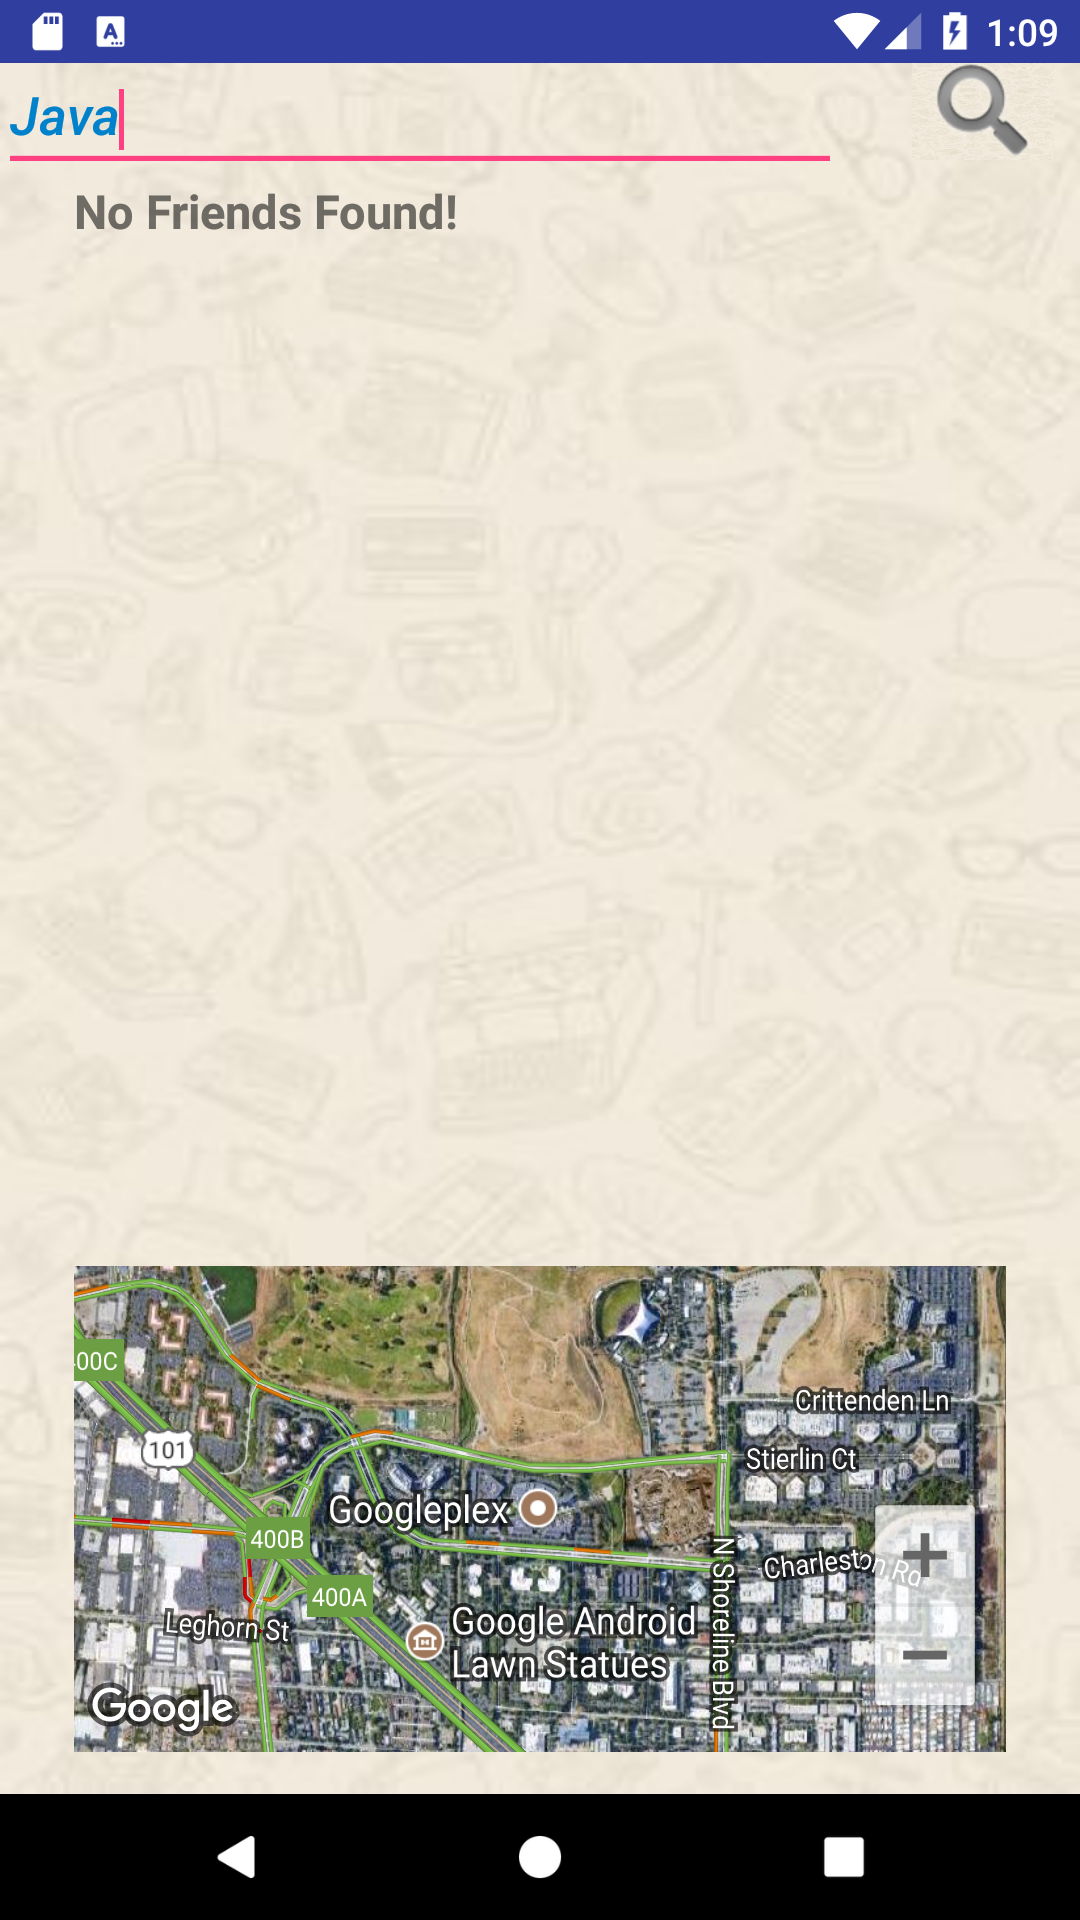 1:09
Java
No Friends Found!
00C
Crittenden Ln
101
Stierlin Ct
Googleplex
400B
N Shoreline Blvd
Charleston Rd
400A
Google Android
Lawn Statues
Leghorn St
Google